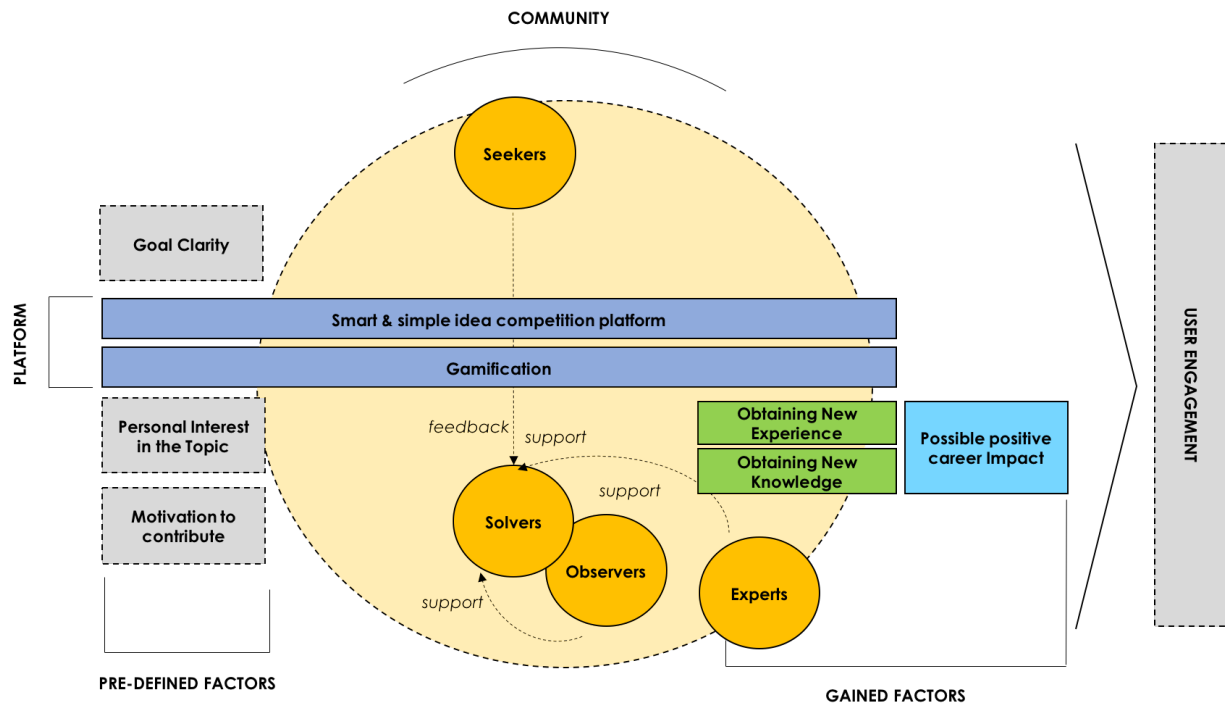 COMMUNITY
Seekers
Goal Clarity
PLATFORM
Smart & simple idea competition platform
Gamification
USER ENGAGEMENT
Personal Interest
in the Topic
feedback
support
Obtaining New
Experience
Possible positive
career Impact
Obtaining New
Knowledge
support
Motivation to
contribute
Solvers
Observers
Experts
support
PRE-DEFINED FACTORS
GAINED FACTORS